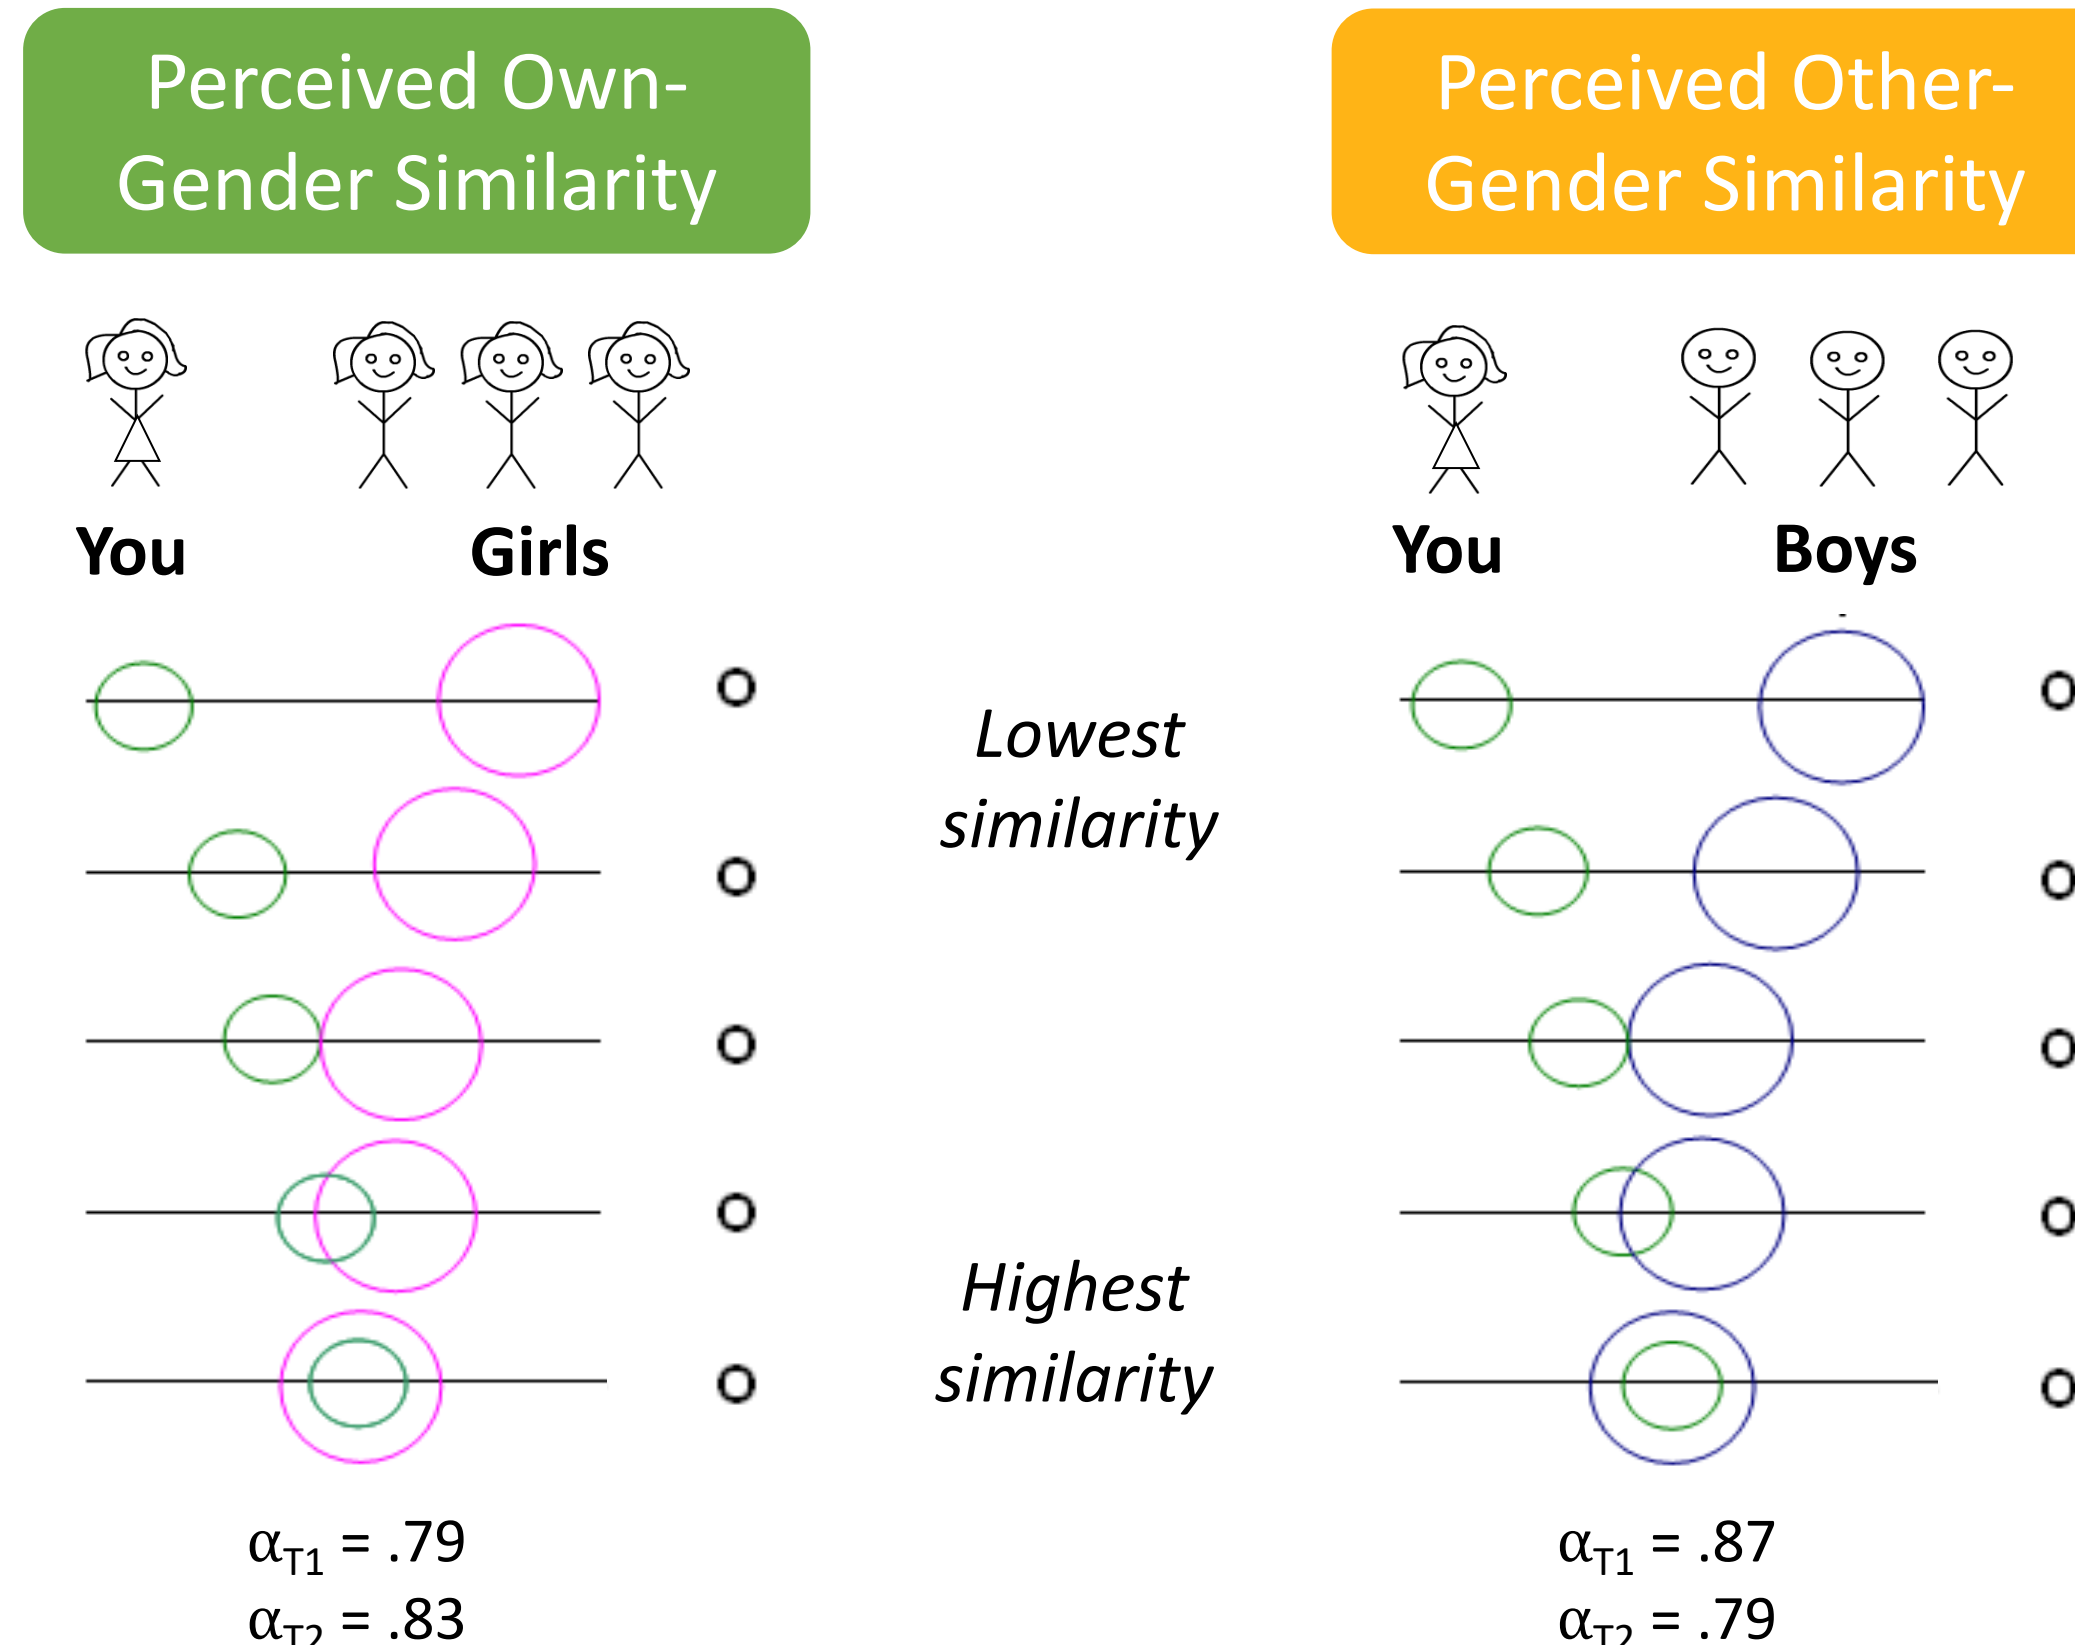 Perceived Own-
Gender Similarity
Perceived Other-
Gender Similarity
You
Girls
You
Boys
Lowest
similarity
Highest
similarity
αT1 = .79
αT2 = .83
αT1 = .87
αT2 = .79